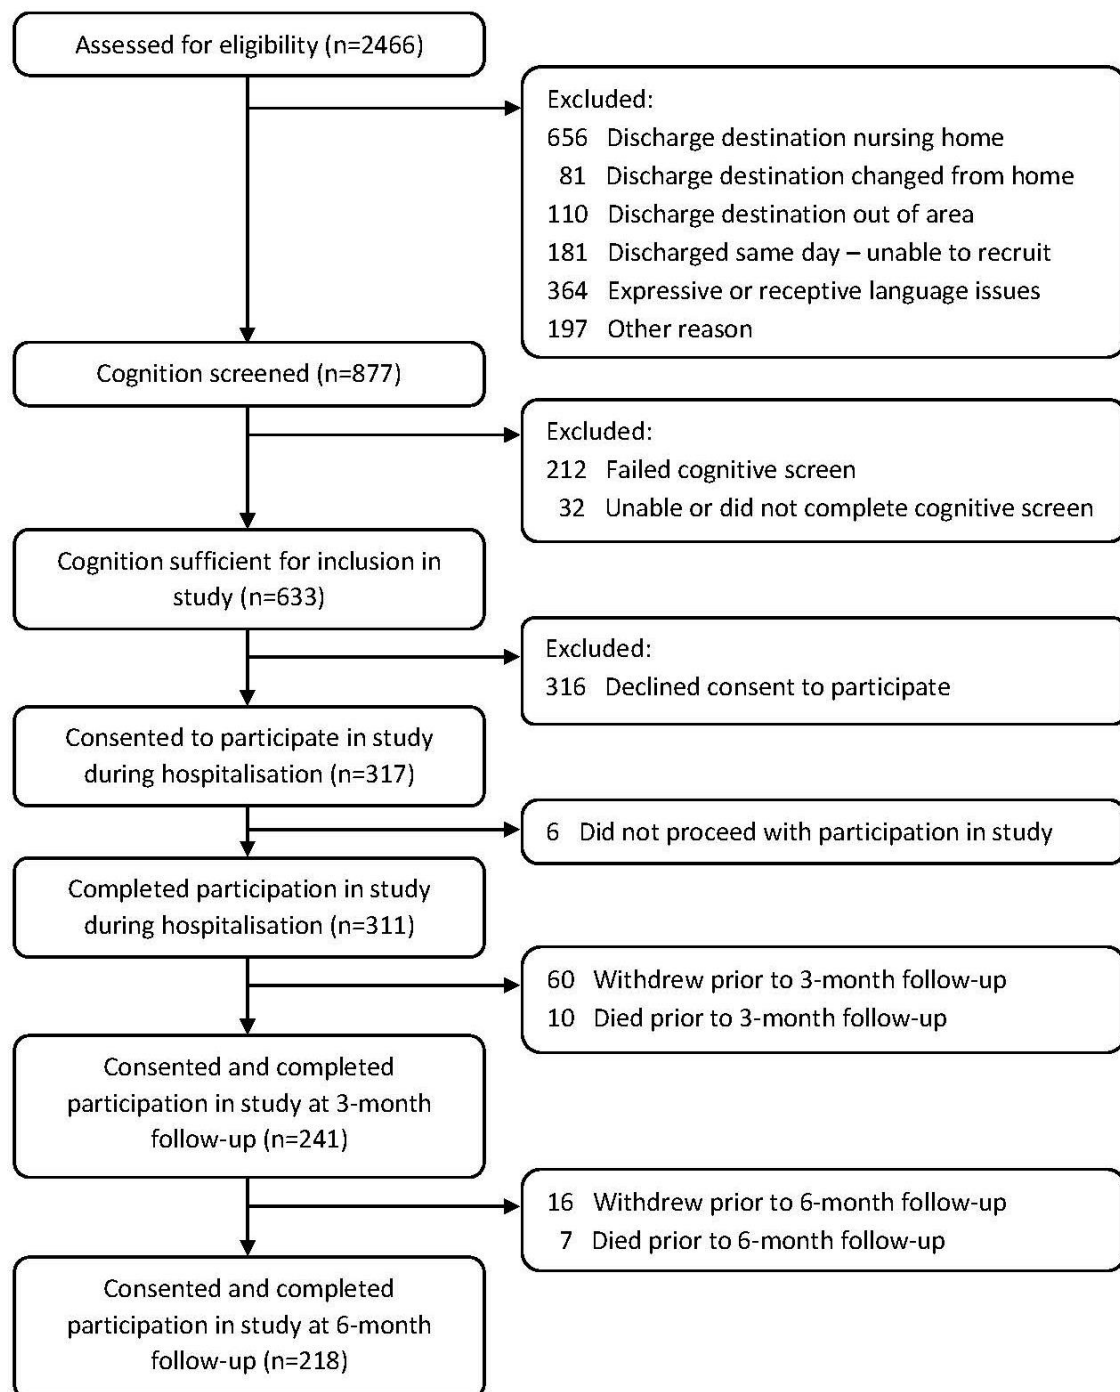 Assessed for eligibility (n=2466)
Excluded:
656 Discharge destination nursing home
81 Discharge destination changed from home
110 Discharge destination out of area
181 Discharged same day – unable to recruit
364 Expressive or receptive language issues
197 Other reason
Cognition screened (n=877)
Excluded:
212 Failed cognitive screen
32 Unable or did not complete cognitive screen
Cognition sufficient for inclusion in
study (n=633)
Excluded:
316 Declined consent to participate
Consented to participate in study
during hospitalisation (n=317)
6 Did not proceed with participation in study
Completed participation in study
during hospitalisation (n=311)
60 Withdrew prior to 3-month follow-up
10 Died prior to 3-month follow-up
Consented and completed
participation in study at 3-month
follow-up (n=241)
16 Withdrew prior to 6-month follow-up
7 Died prior to 6-month follow-up
Consented and completed
participation in study at 6-month
follow-up (n=218)